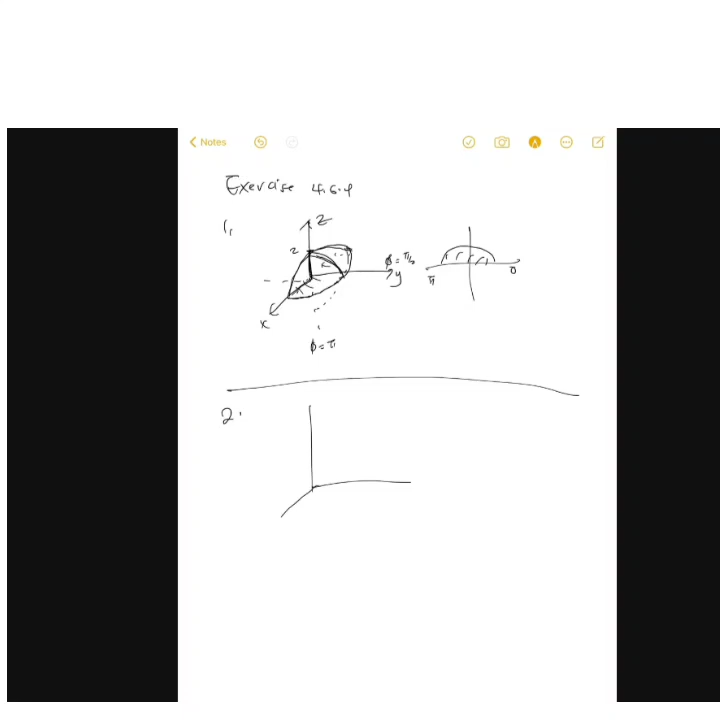 Notes
Exercise 4.6.4
1.
z
2
ϕ = π/2
y
x
ϕ = π
π 0
2.